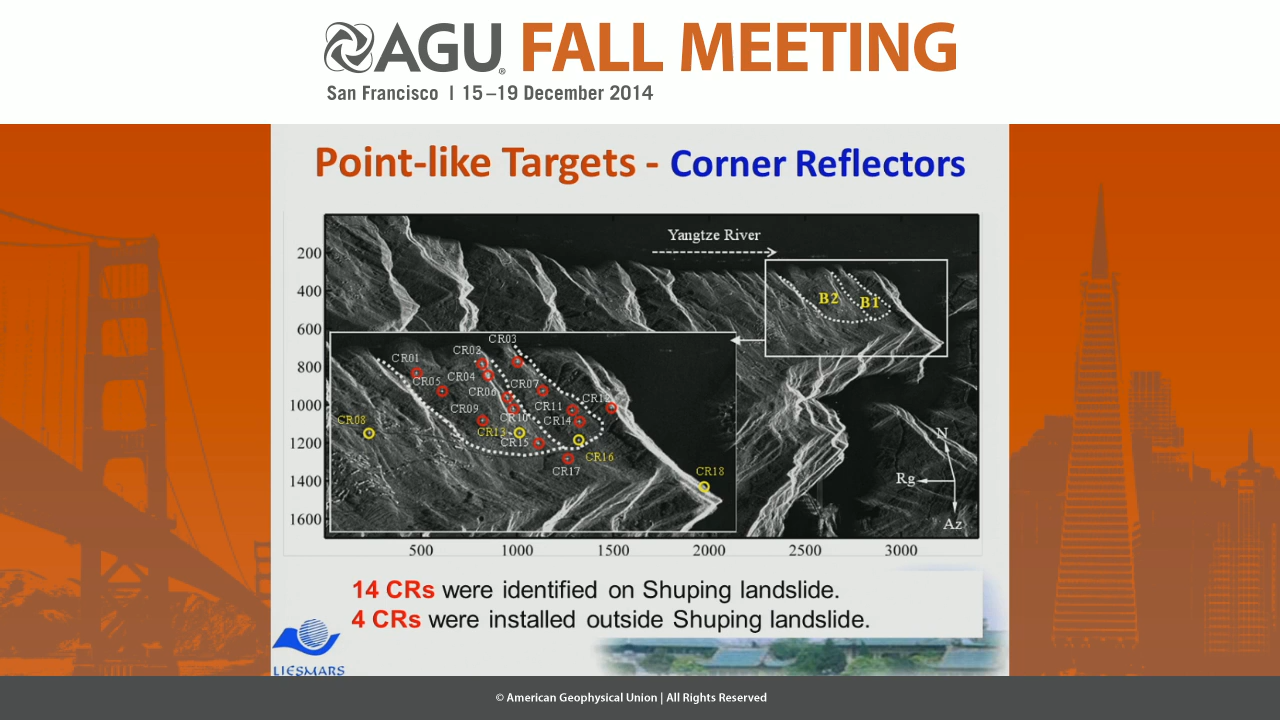 AGU FALL MEETING
San Francisco | 15–19 December 2014
Point-like Targets - Corner Reflectors
Yangtze River
200
400
600
800
1000
1200
1400
1600
B2
B1
CR03
CR02
CR01
CR04
CR05
CR07
CR06
CR12
CR09
CR11
CR10
CR14
CR08
CR13
CR15
CR16
CR17
CR18
N
Rg
Az
500
1000
1500
2000
2500
3000
14 CRs were identified on Shuping landslide.
4 CRs were installed outside Shuping landslide.
LIESMARS
© American Geophysical Union | All Rights Reserved